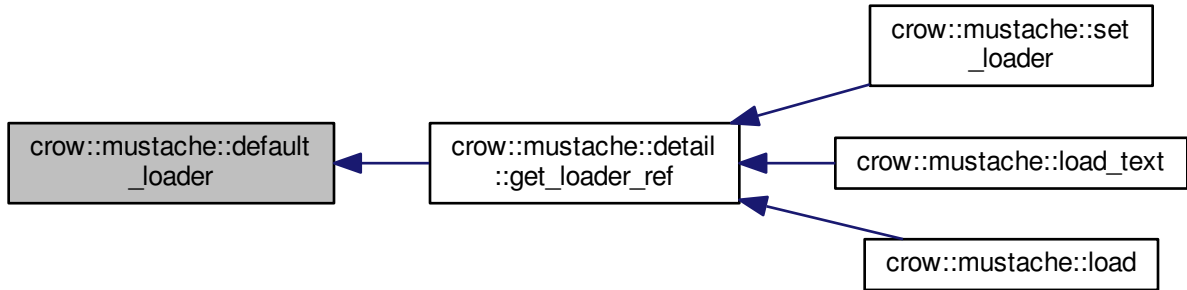 crow::mustache::default
_loader
crow::mustache::detail
::get_loader_ref
crow::mustache::set
_loader
crow::mustache::load_text
crow::mustache::load